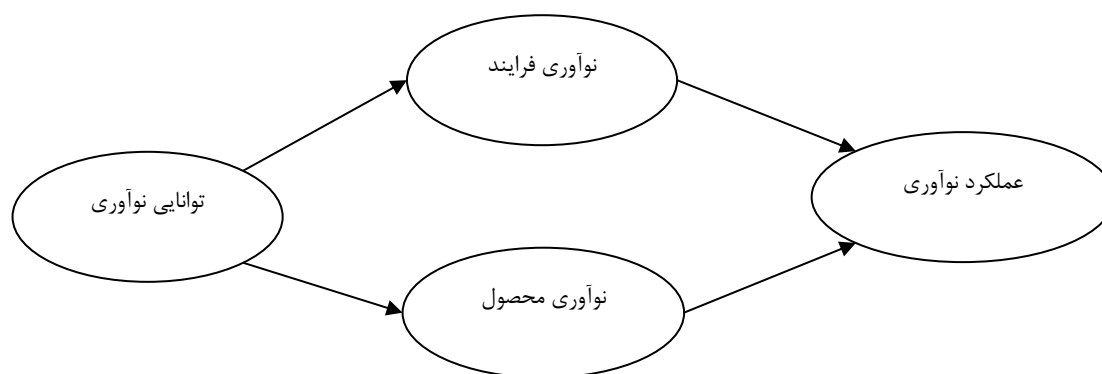 نوآوری فرایند
عملکرد نوآوری
توانایی نوآوری
نوآوری محصول